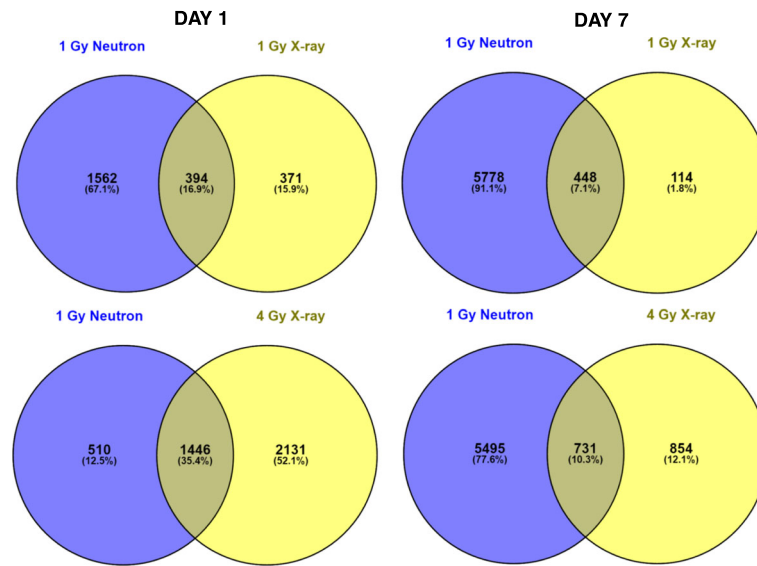 DAY 1
DAY 7
1 Gy Neutron
1 Gy X-ray
1 Gy Neutron
1 Gy X-ray
1562
(67.1%)
394
(16.9%)
371
(15.9%)
5778
(91.1%)
448
(7.1%)
114
(1.8%)
1 Gy Neutron
4 Gy X-ray
1 Gy Neutron
4 Gy X-ray
510
(12.5%)
1446
(35.4%)
2131
(52.1%)
5495
(77.6%)
731
(10.3%)
854
(12.1%)